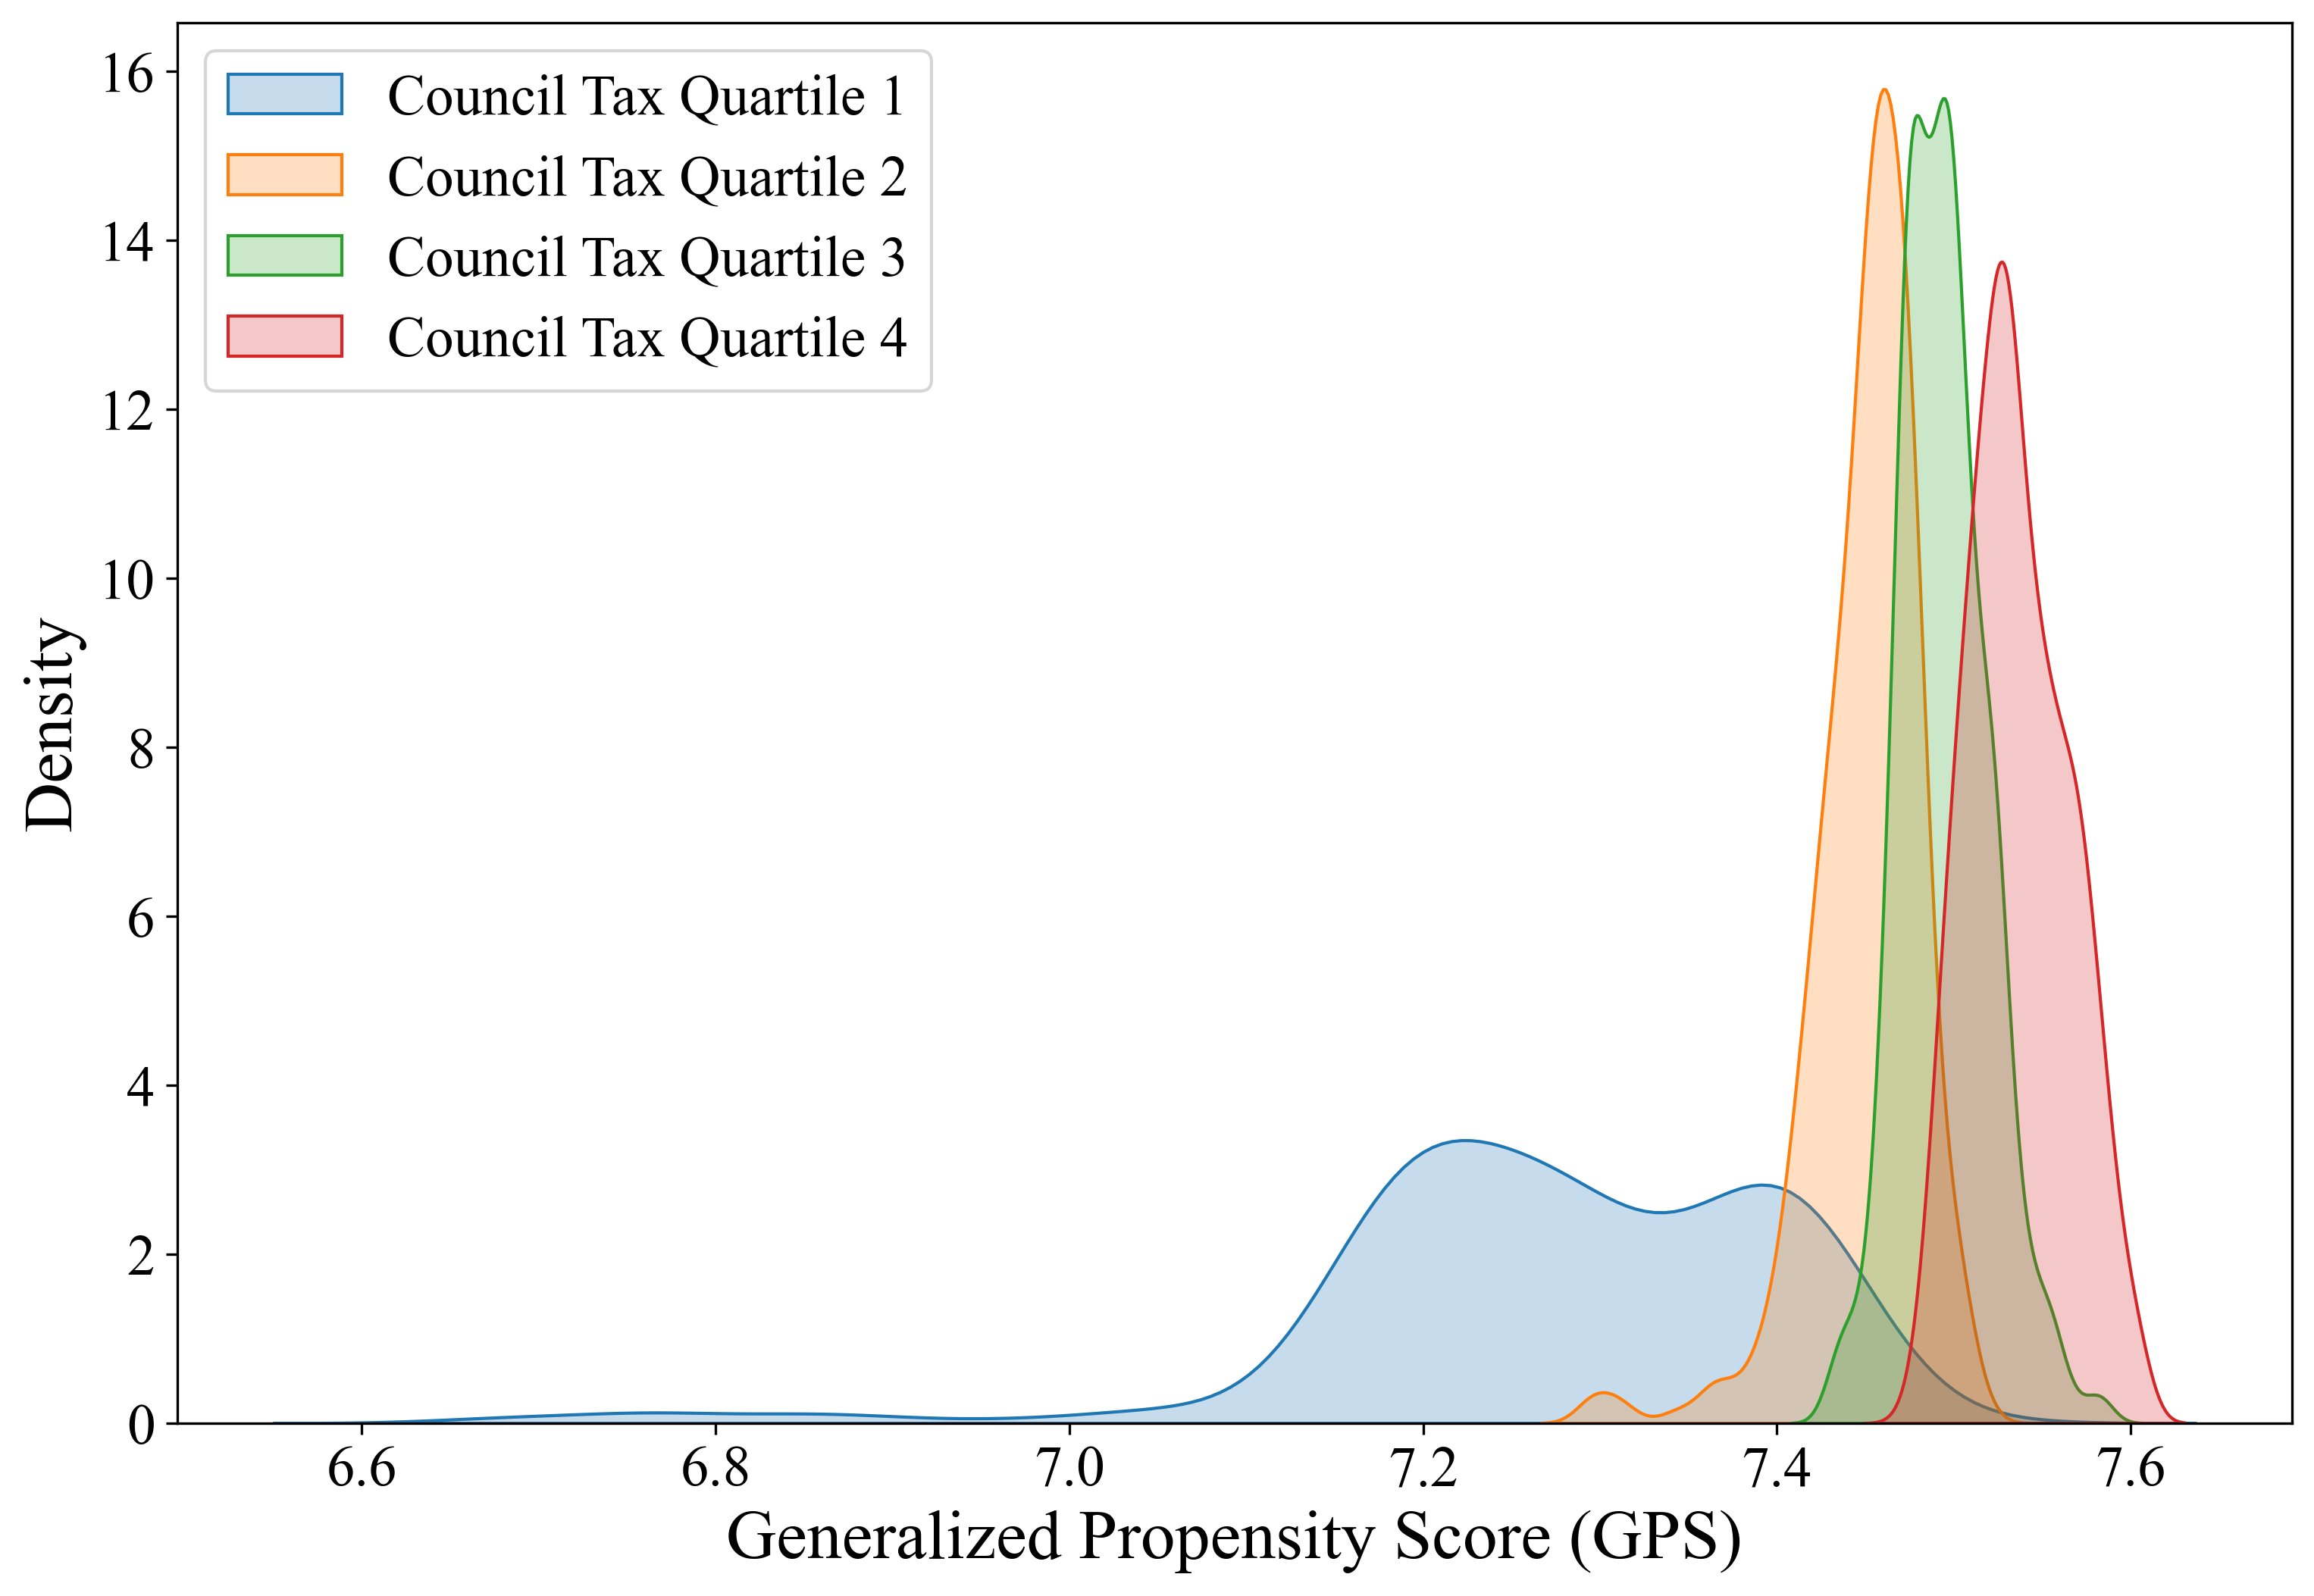 Council Tax Quartile 1
Council Tax Quartile 2
Council Tax Quartile 3
Council Tax Quartile 4
Density
16
14
12
10
8
6
4
2
0
6.6 6.8 7.0 7.2 7.4 7.6
Generalized Propensity Score (GPS)